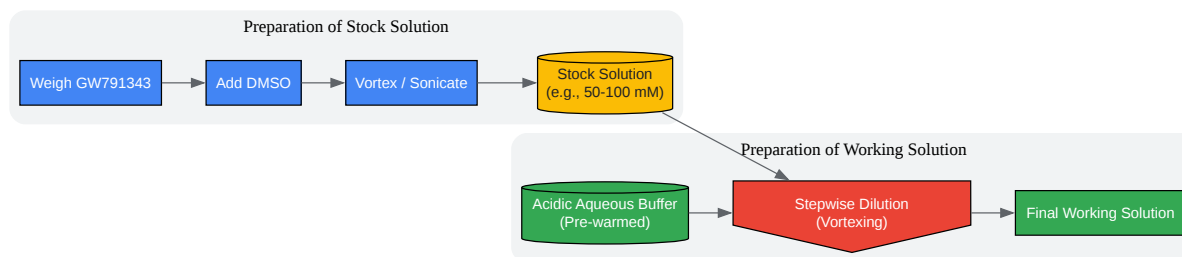 Preparation of Stock Solution
Weigh GW791343
Add DMSO
Vortex / Sonicate
Stock Solution
(e.g., 50-100 mM)
Preparation of Working Solution
Acidic Aqueous Buffer
(Pre-warmed)
Stepwise Dilution
(Vortexing)
Final Working Solution